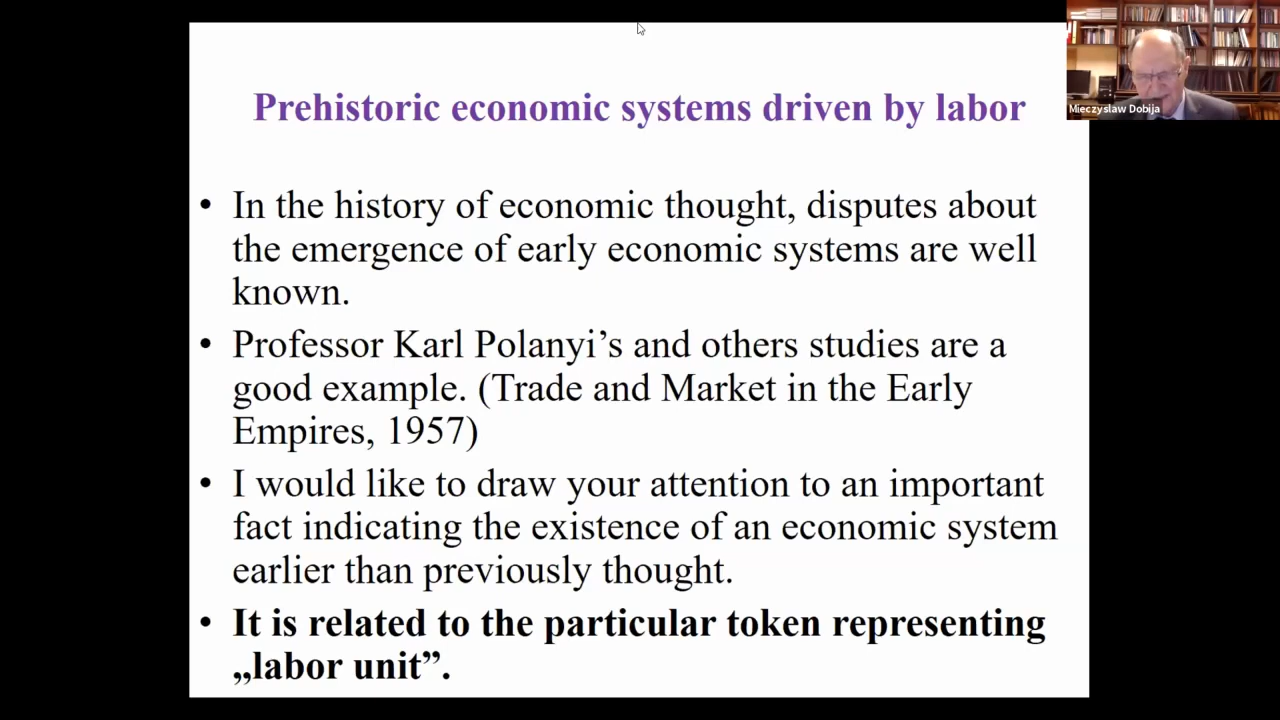 Prehistoric economic systems driven by labor
• In the history of economic thought, disputes about
the emergence of early economic systems are well
known.
• Professor Karl Polanyi’s and others studies are a
good example. (Trade and Market in the Early
Empires, 1957)
• I would like to draw your attention to an important
fact indicating the existence of an economic system
earlier than previously thought.
• It is related to the particular token representing
„labor unit”.
Mieczyslaw Dobija